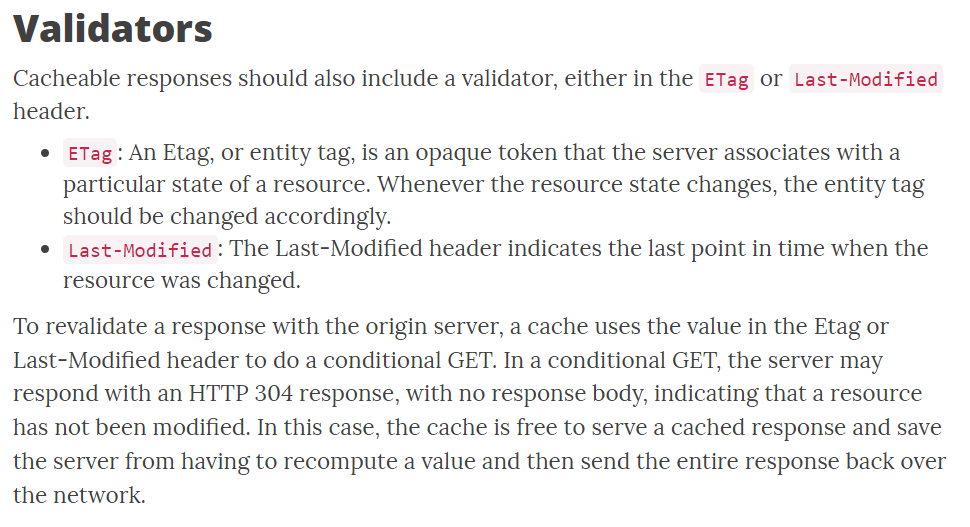 Validators
Cacheable responses should also include a validator, either in the ETag or Last-Modified
header.
• ETag: An Etag, or entity tag, is an opaque token that the server associates with a
particular state of a resource. Whenever the resource state changes, the entity tag
should be changed accordingly.
• Last-Modified: The Last-Modified header indicates the last point in time when the
resource was changed.
To revalidate a response with the origin server, a cache uses the value in the Etag or
Last-Modified header to do a conditional GET. In a conditional GET, the server may
respond with an HTTP 304 response, with no response body, indicating that a resource
has not been modified. In this case, the cache is free to serve a cached response and save
the server from having to recompute a value and then send the entire response back over
the network.